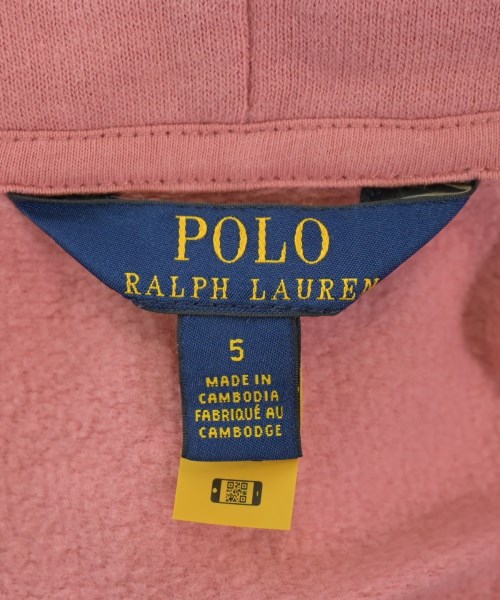 POLO
RALPH LAUREN
5
MADE IN
CAMBODIA
FABRIQUÉ AU
CAMBODGE